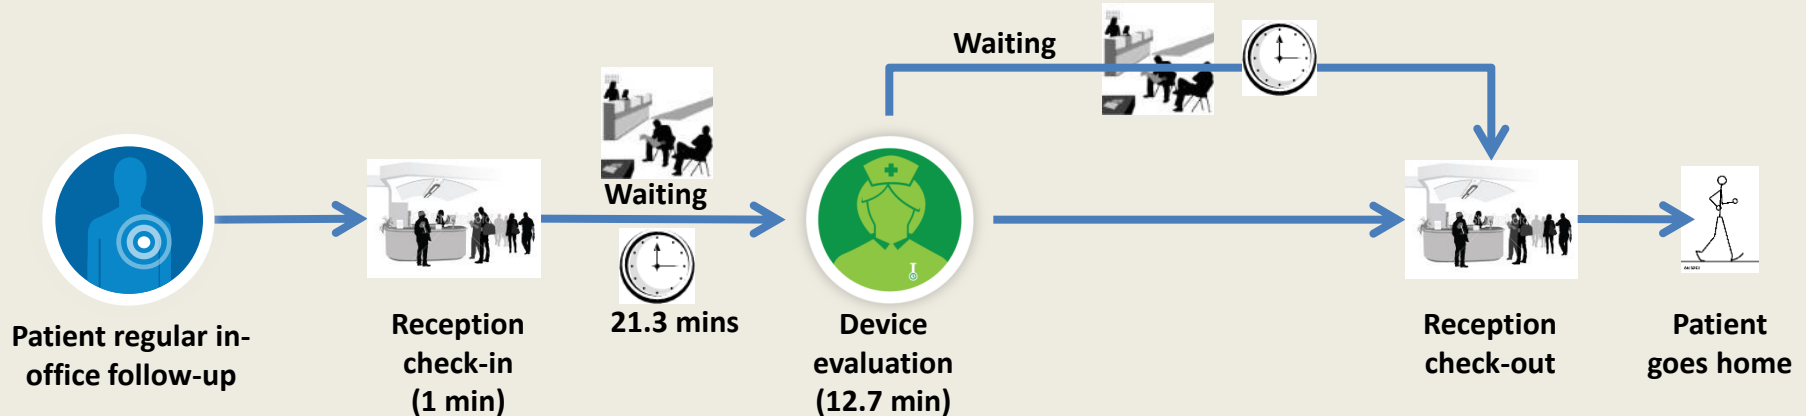 Waiting
Waiting
21.3 mins
Patient regular in-
office follow-up
Reception
check-in
(1 min)
Device
evaluation
(12.7 min)
Reception
check-out
Patient
goes home